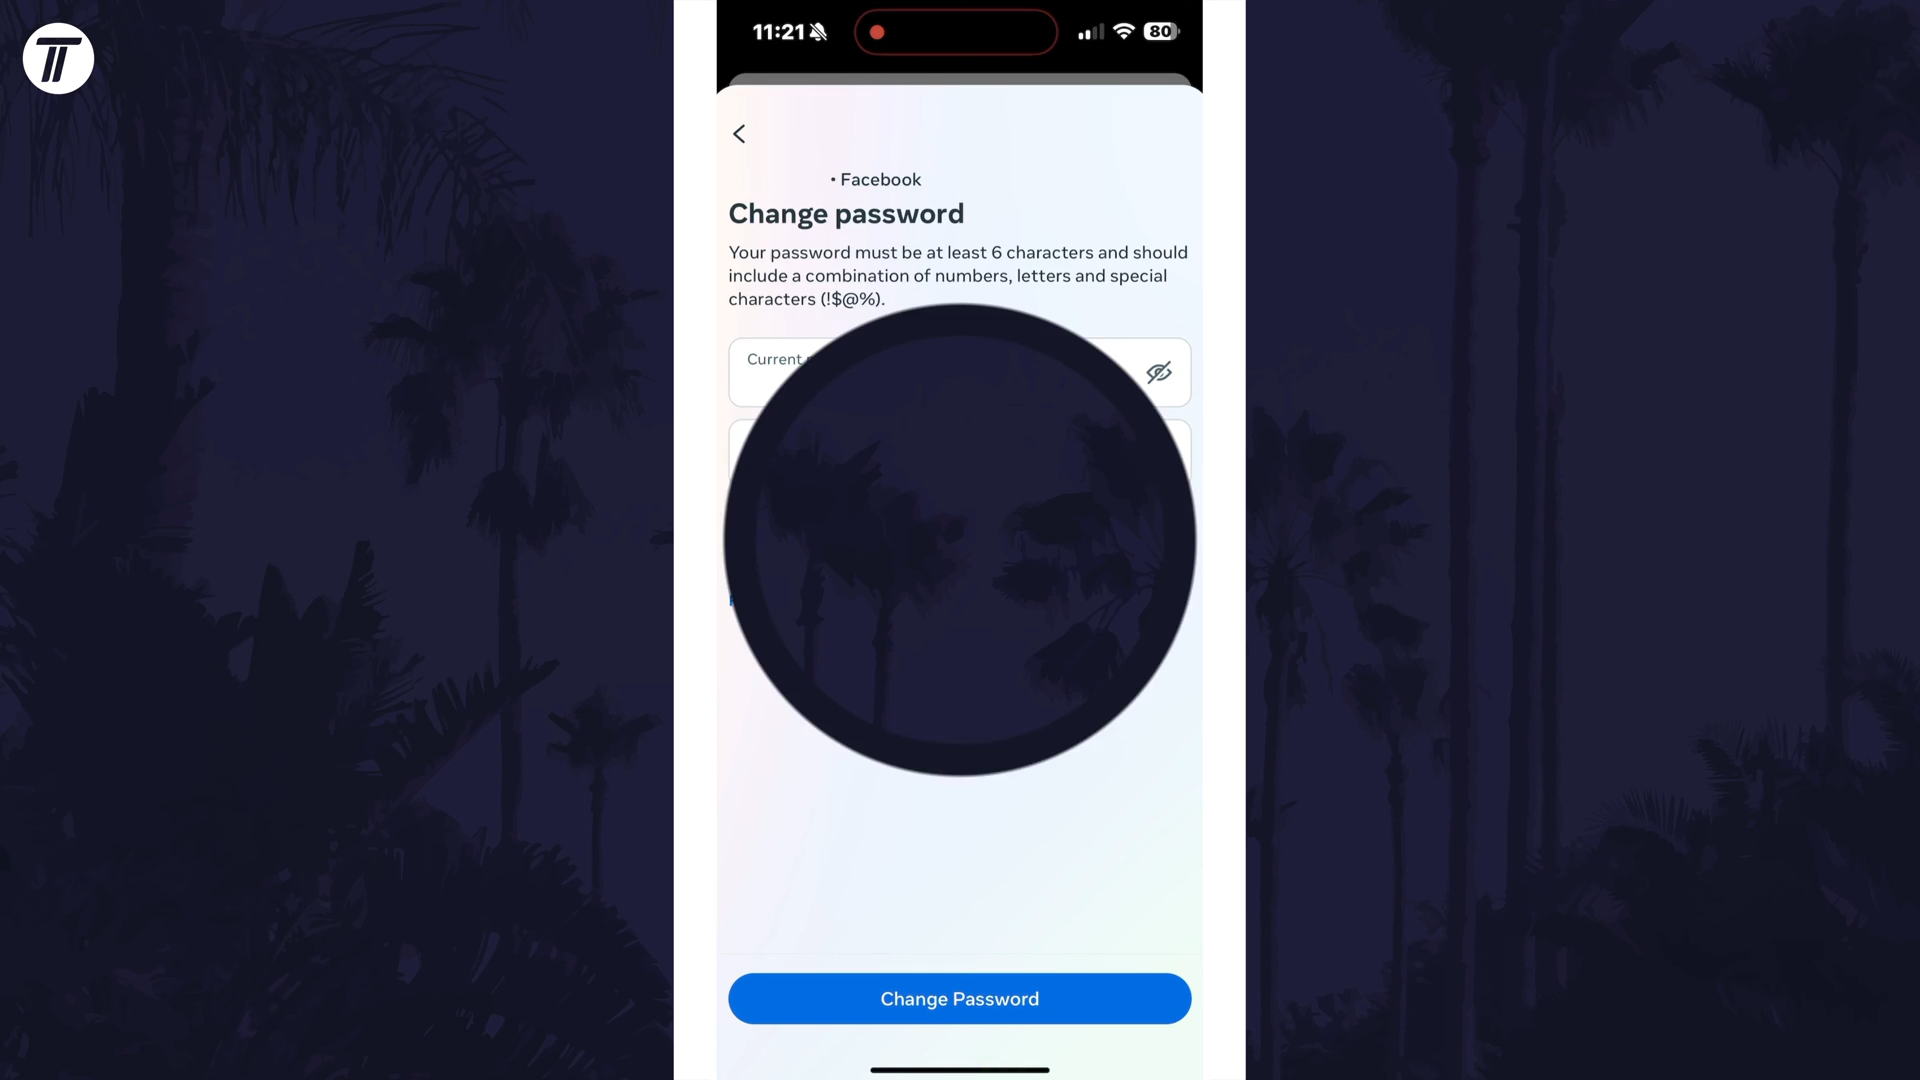 11:21
80
• Facebook
Change password
Your password must be at least 6 characters and should
include a combination of numbers, letters and special
characters (!$@%).
Current
Change Password